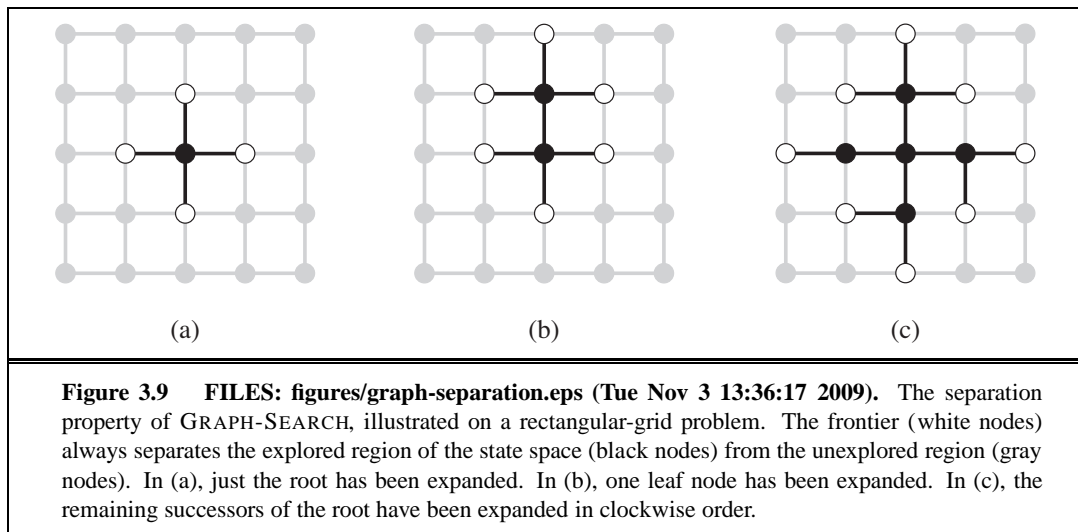 (a) (b) (c)
Figure 3.9 FILES: figures/graph-separation.eps (Tue Nov 3 13:36:17 2009). The separation
property of GRAPH-SEARCH, illustrated on a rectangular-grid problem. The frontier (white nodes)
always separates the explored region of the state space (black nodes) from the unexplored region (gray
nodes). In (a), just the root has been expanded. In (b), one leaf node has been expanded. In (c), the
remaining successors of the root have been expanded in clockwise order.